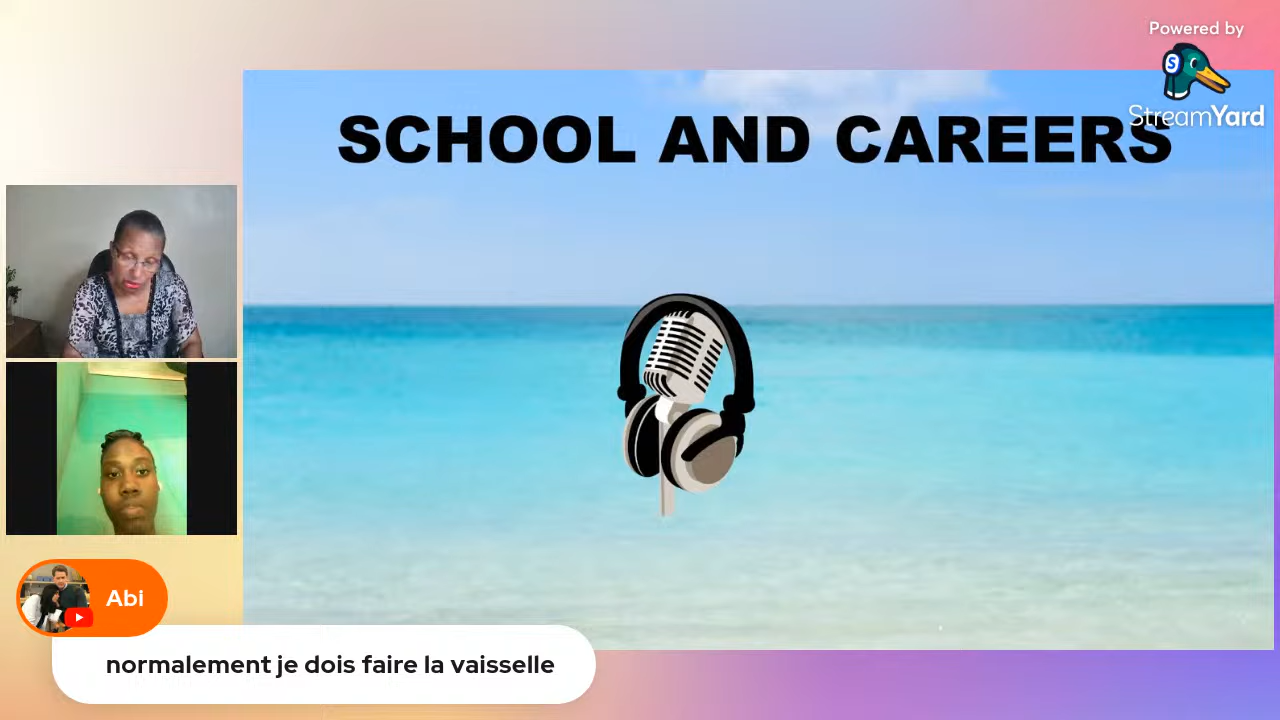 Powered by
S
StreamYard
SCHOOL AND CAREERS
Abi
normalement je dois faire la vaisselle